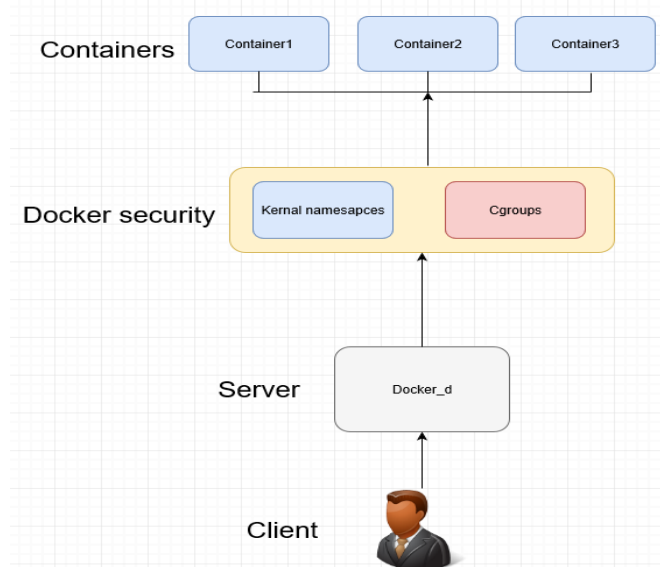 Containers
Container1
Container2
Container3
Docker security
Kernal namesapces
Cgroups
Server
Docker_d
Client